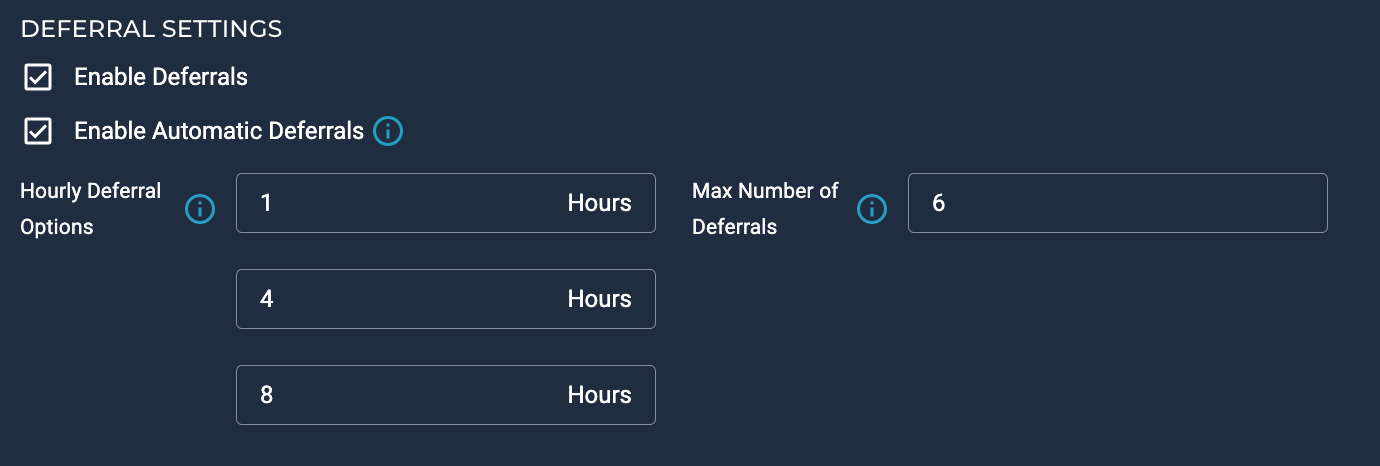 DEFERRAL SETTINGS
Enable Deferrals
Enable Automatic Deferrals
Hourly Deferral
Options
1 Hours
Max Number of
Deferrals
6
4 Hours
8 Hours